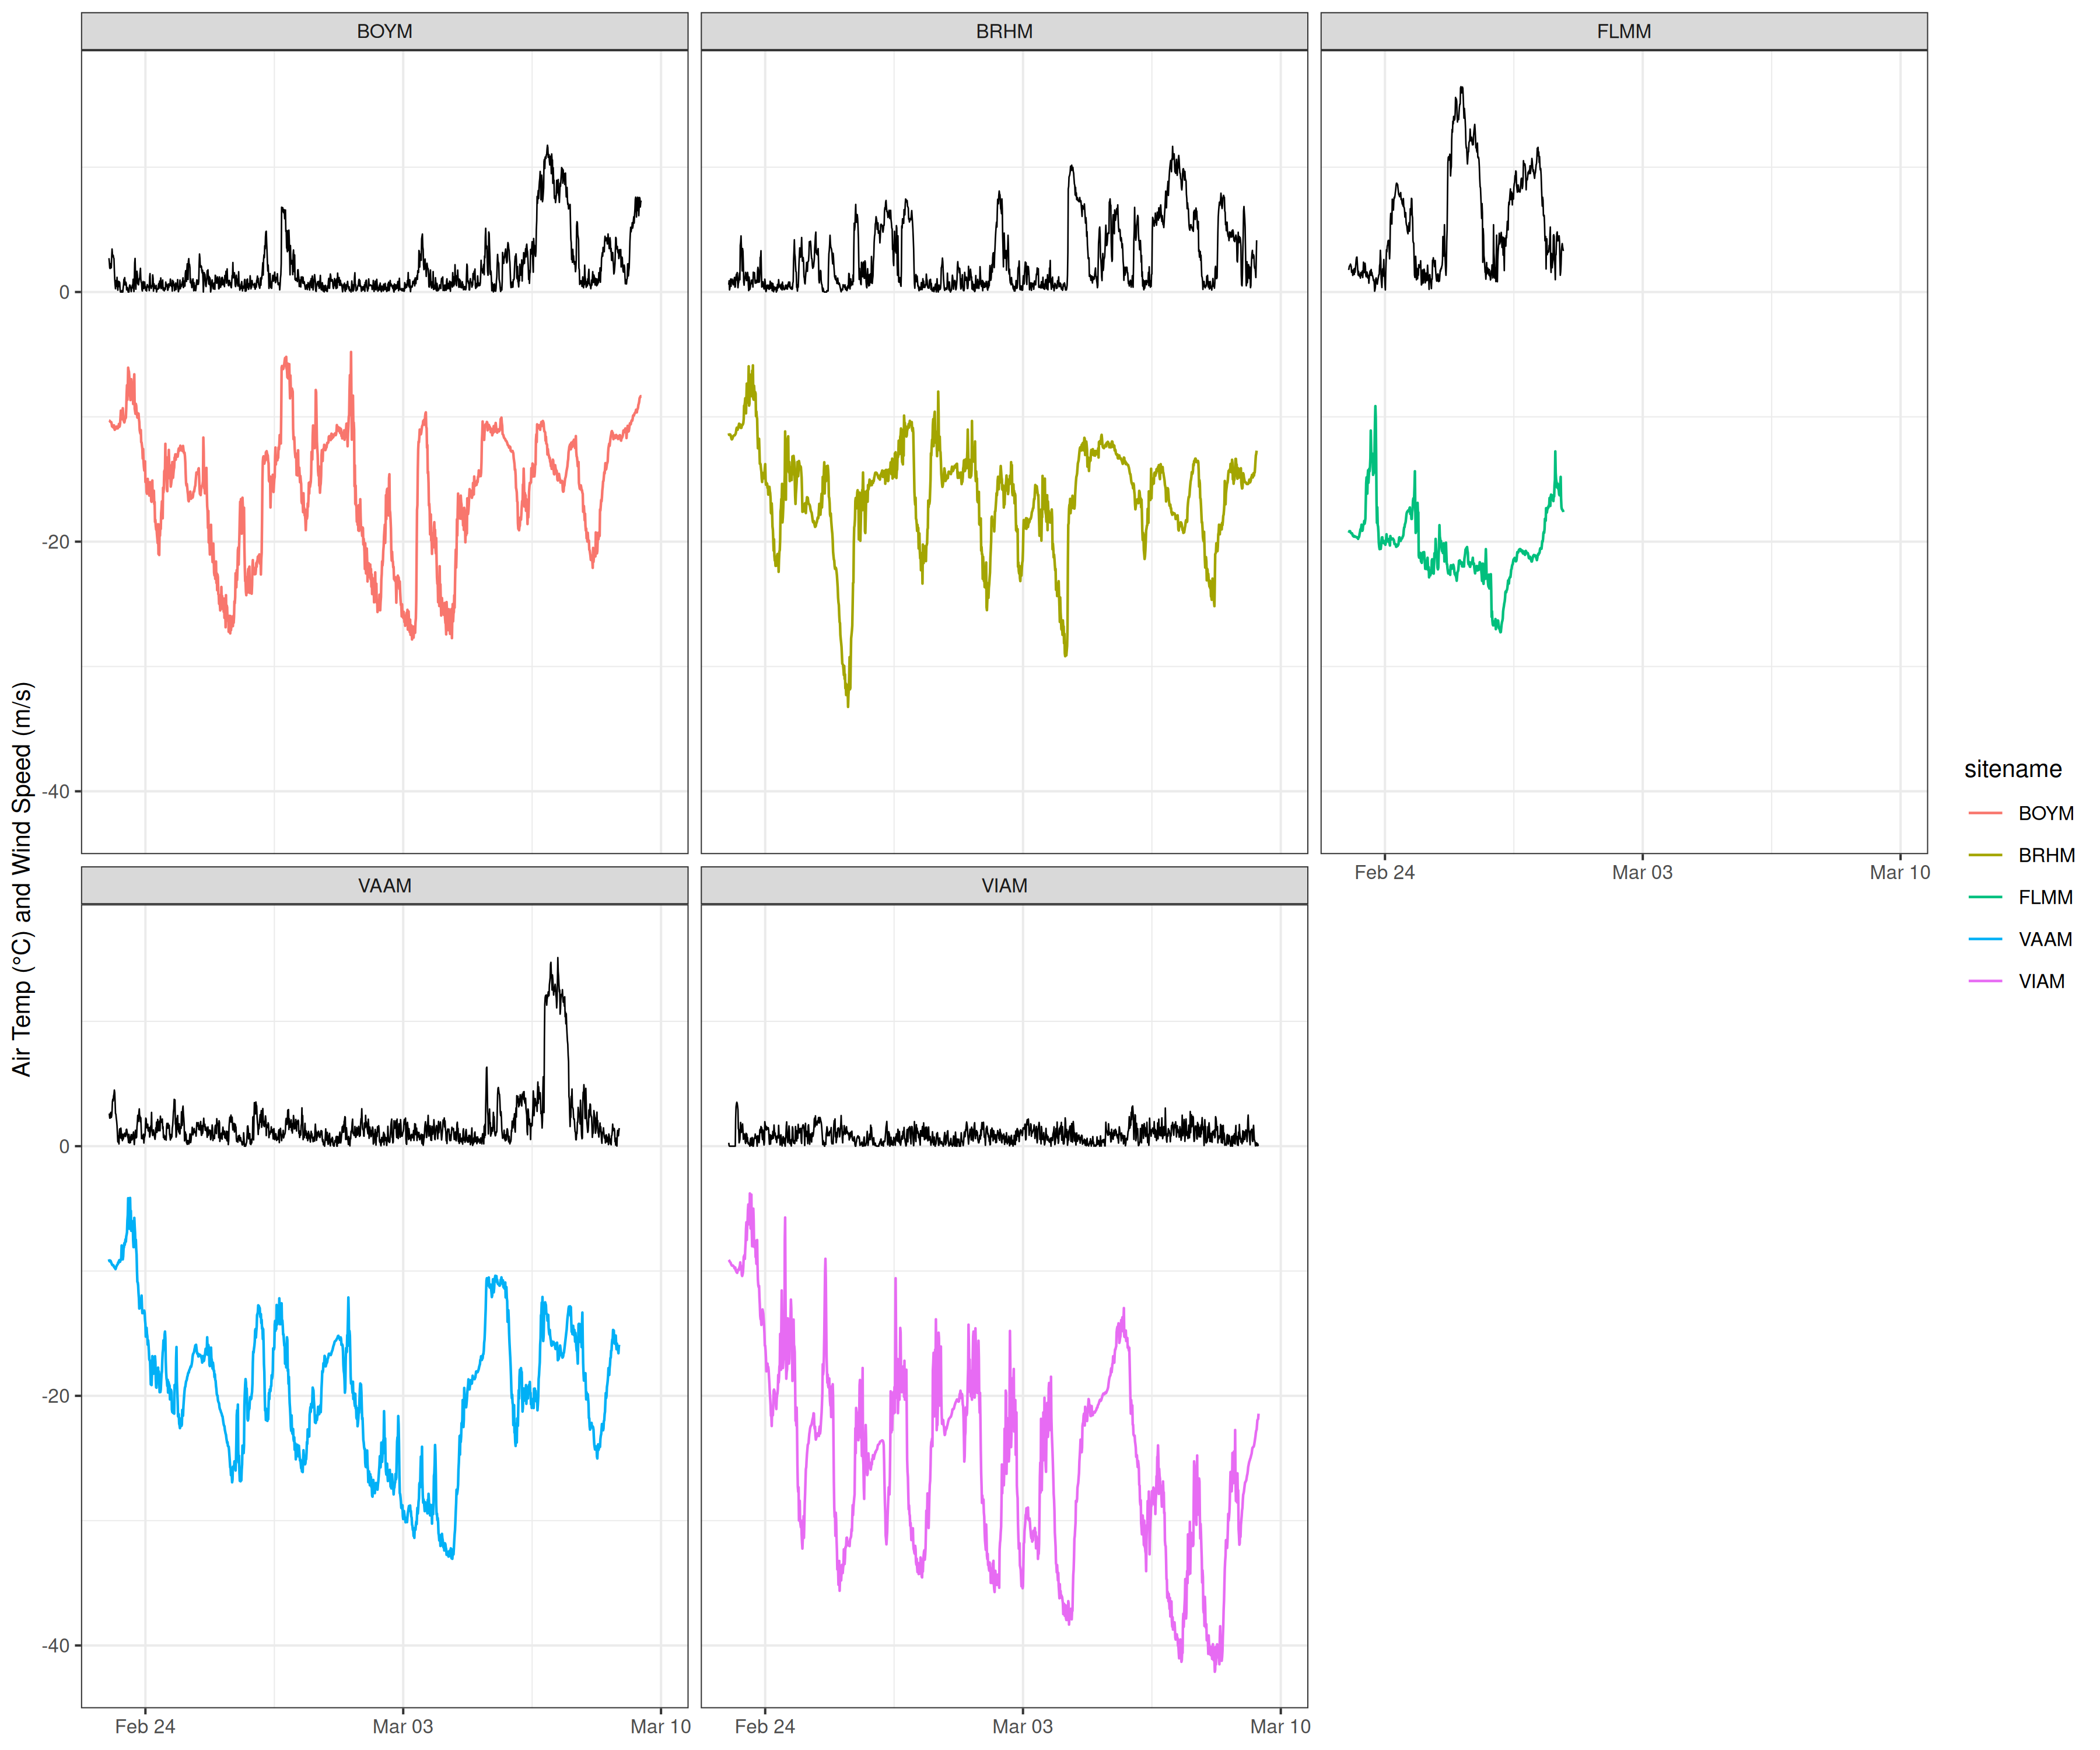 BOYM
BRHM
FLMM
0
-20
-40
Feb 24
Mar 03
Mar 10
VAAM
VIAM
0
-20
-40
Feb 24
Mar 03
Mar 10
Feb 24
Mar 03
Mar 10
Air Temp (°C) and Wind Speed (m/s)
sitename
BOYM
BRHM
FLMM
VAAM
VIAM